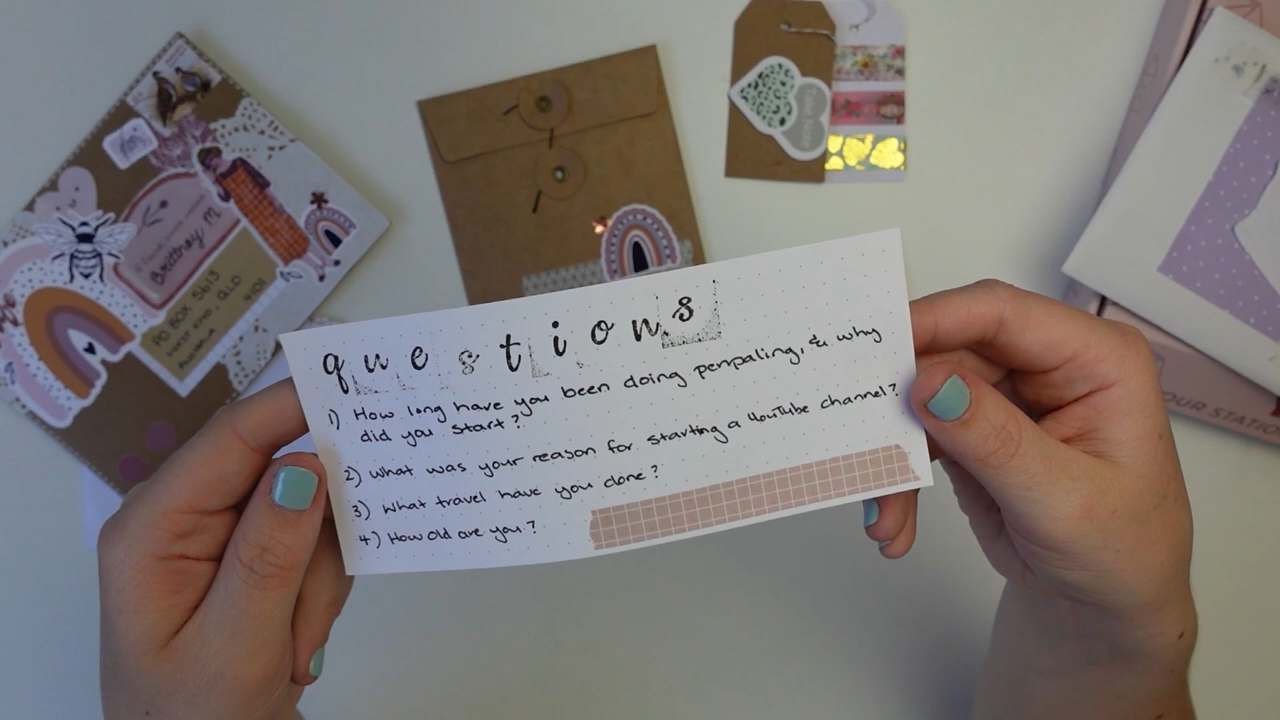 Brittney M
PO BOX 5613
WEST END, QLD
4101
AUSTRALIA
questions
1) How long have you been doing penpaling, & why
did you start?
2) What was your reason for starting a YouTube channel?
3) What travel have you done?
4) How old are you?
OUR STATIO